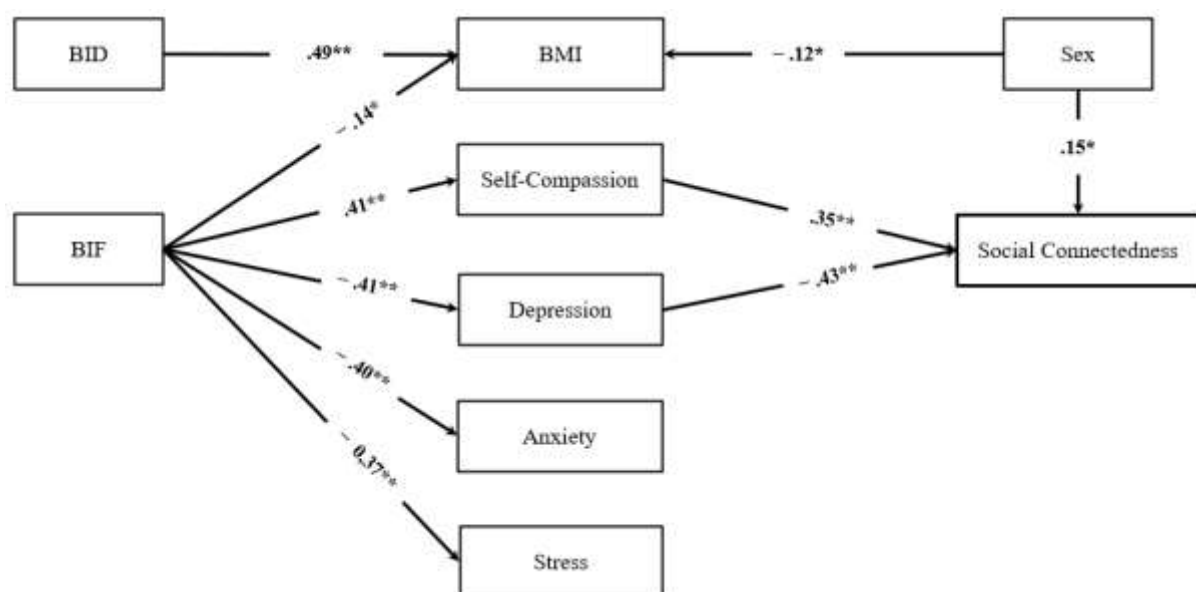 BID
.49**
BMI
– .12*
Sex
– .14*
.15*
Self-Compassion
.41**
.35**
BIF
Social Connectedness
– .41**
– .43**
Depression
– .40**
Anxiety
– 0,.37**
Stress